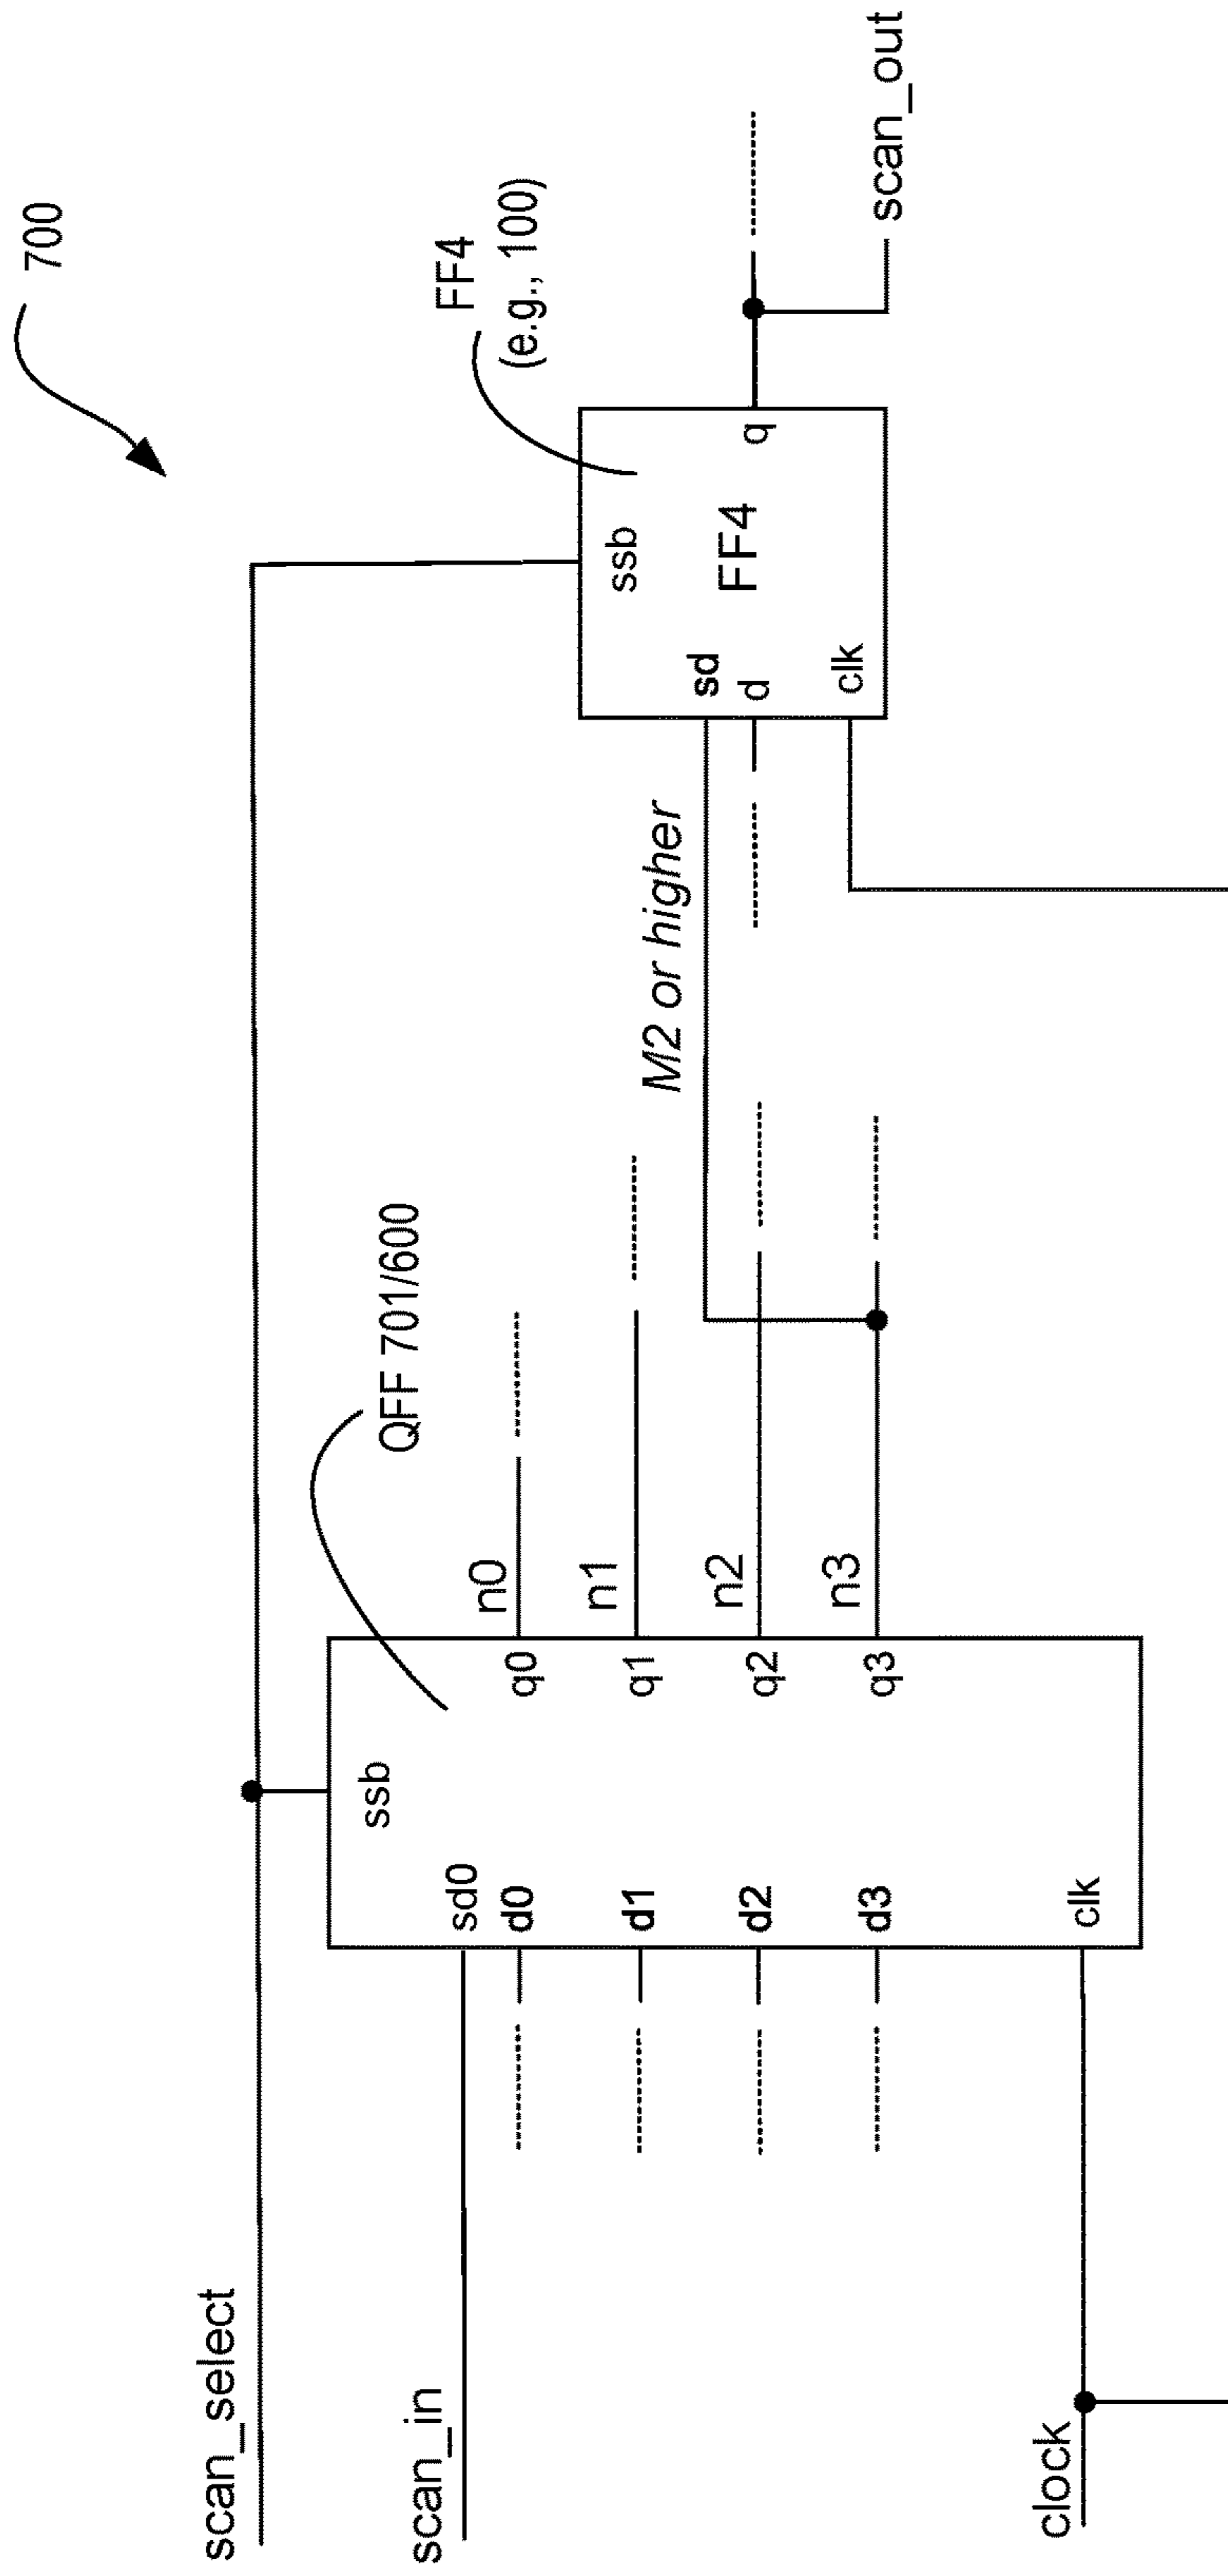 700
scan_select
scan_in
clock
QFF 701/600
ssb
sd0
d0
d1
d2
d3
clk
q0
q1
q2
q3
n0
n1
n2
n3
M2 or higher
FF4
(e.g., 100)
ssb
sd
d
FF4
clk
q
scan_out